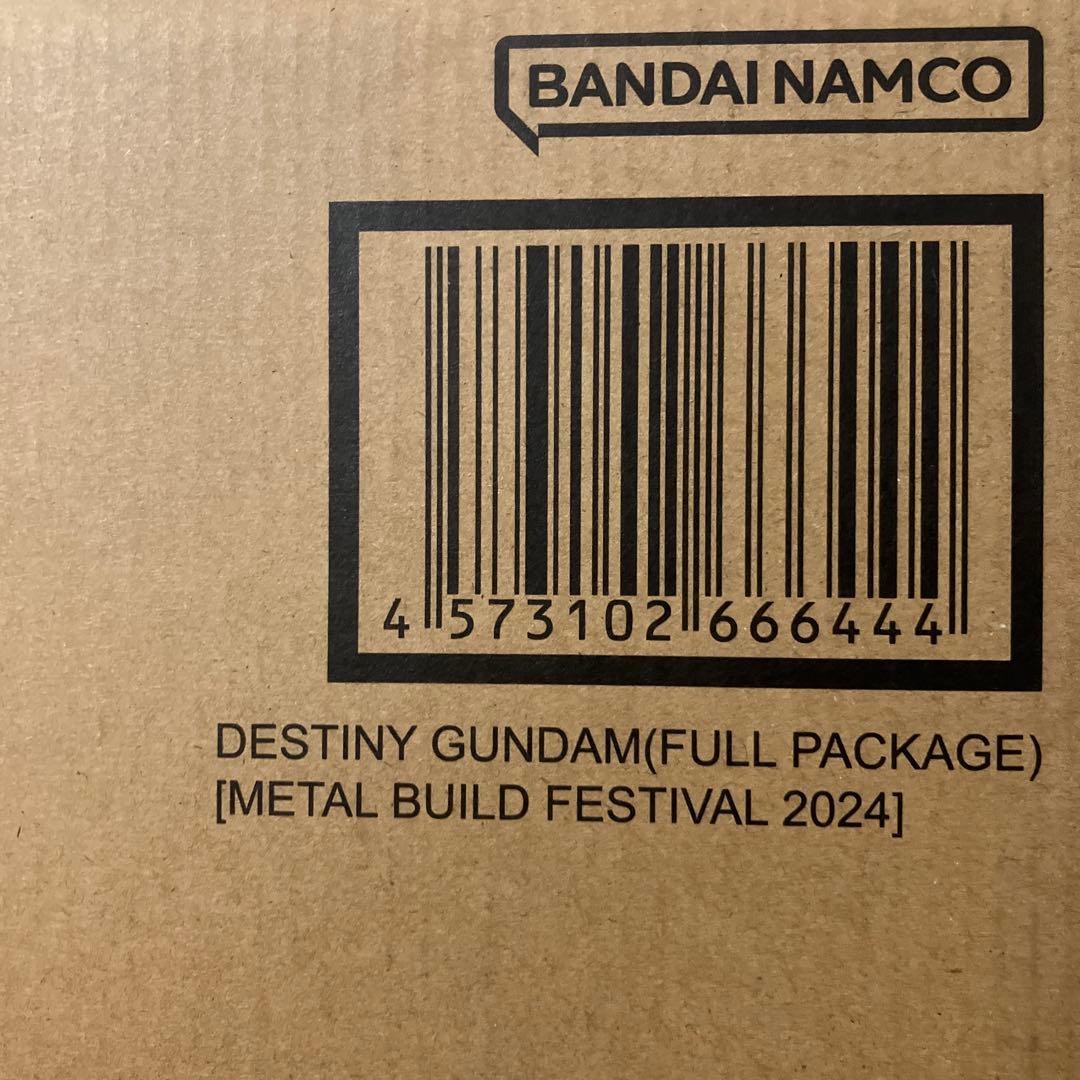 BANDAI NAMCO
4 573102 666444
DESTINY GUNDAM(FULL PACKAGE)
[METAL BUILD FESTIVAL 2024]